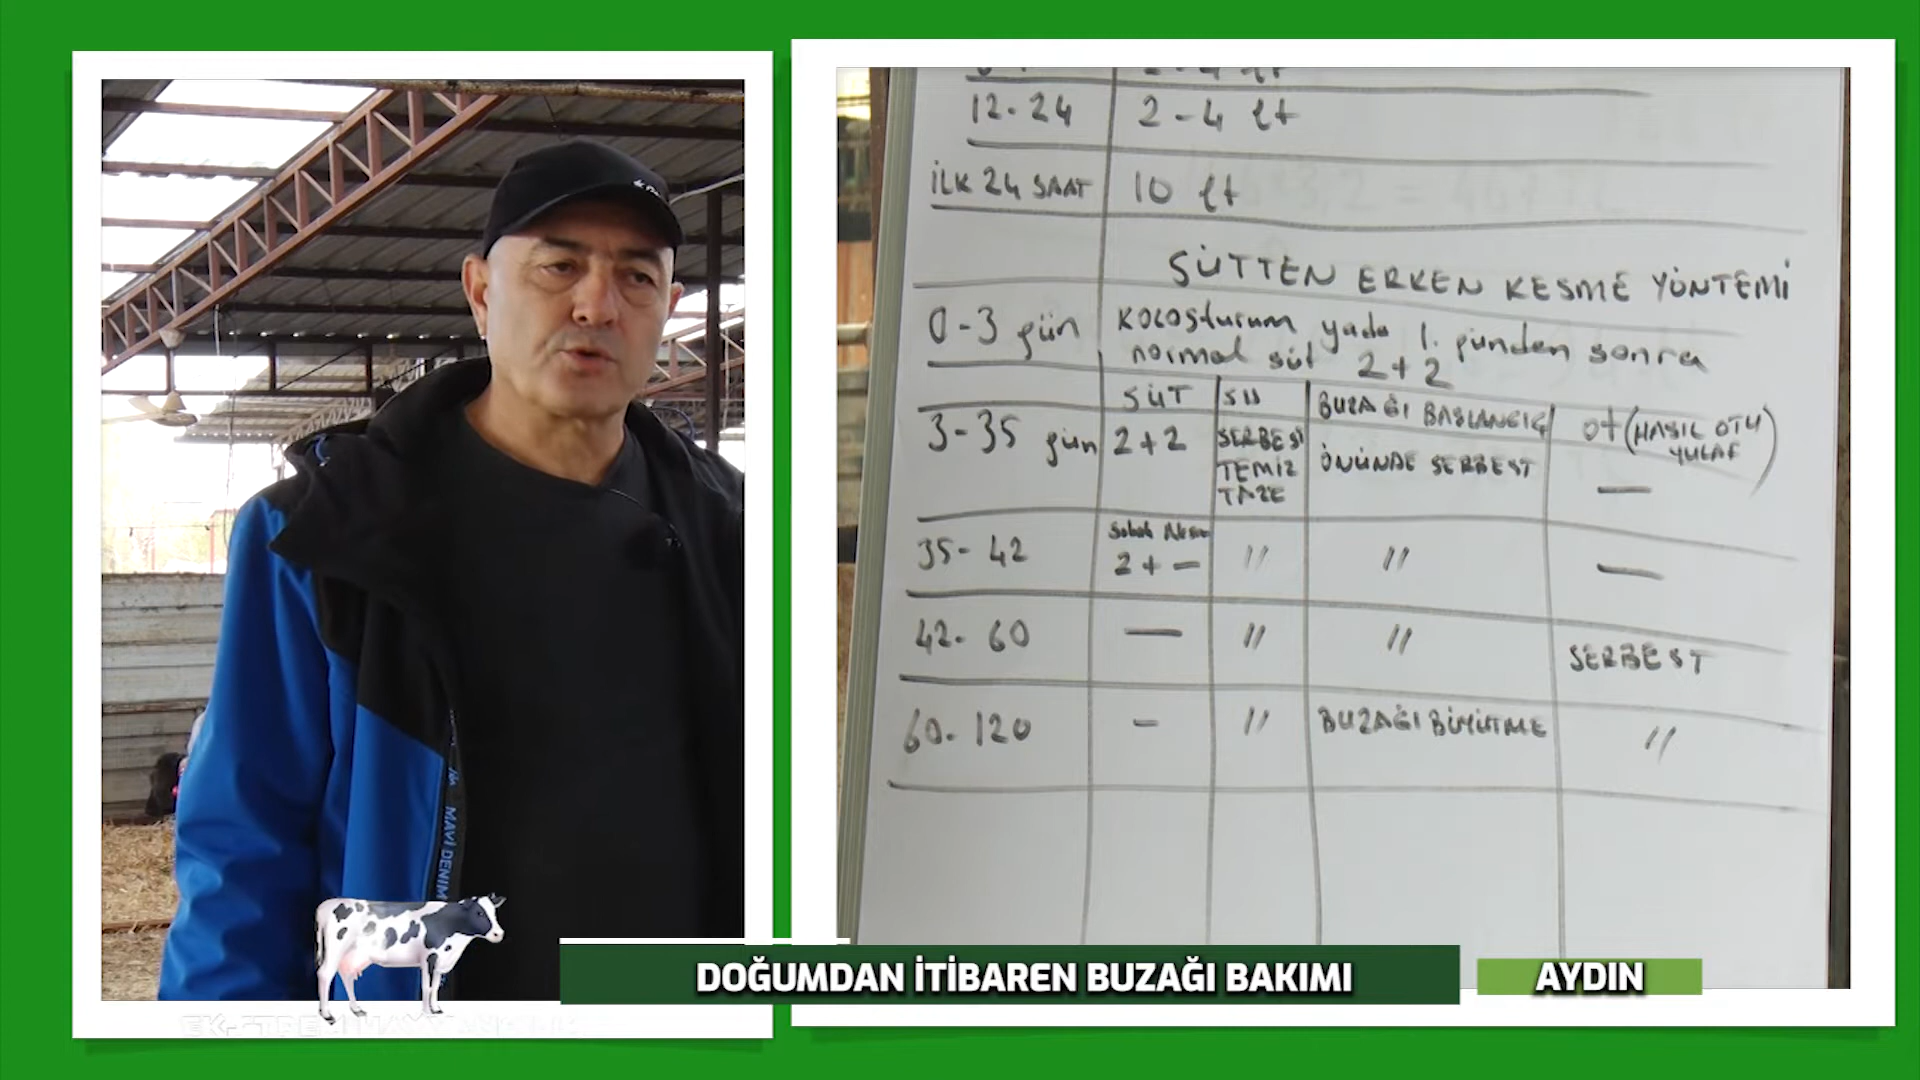 12-24 2-4 lt
İLK 24 SAAT 10 lt
SÜTTEN ERKEN KESME YÖNTEMİ
0-3 gün Kolosturum yada 1. günden sonra
normal süt 2+2
SÜT SU BUZAĞI BAŞLANGIÇ ot (HASIL OTU
YULAF)
3-35 gün 2+2 SERBEST ÖNÜNDE SERBEST —
TEMİZ
TAZE
Sabah Akşam
35-42 2+— " " —
42-60 — " " SERBEST
60-120 - " BUZAĞI BÜYÜTME "
MAVİ DENİM
DOĞUMDAN İTİBAREN BUZAĞI BAKIMI
AYDIN